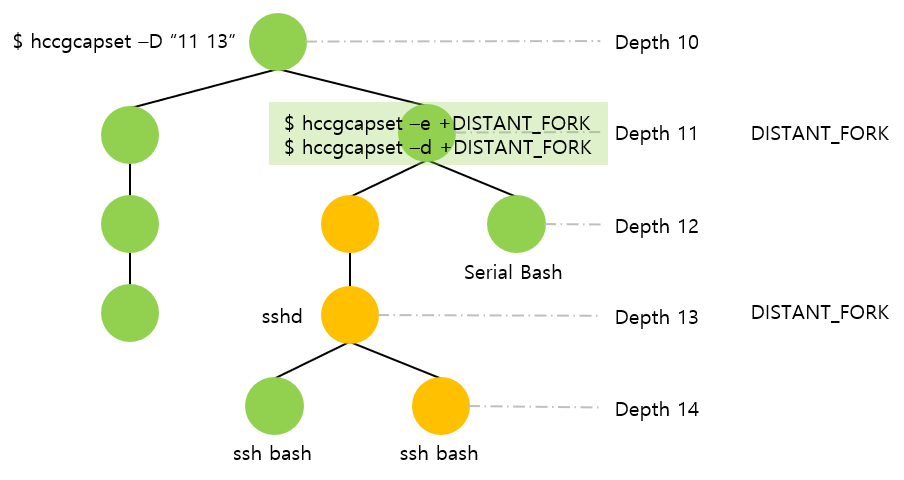 $ hccgcapset –D “11 13”
Depth 10
$ hccgcapset –e +DISTANT_FORK
$ hccgcapset –d +DISTANT_FORK
Depth 11
DISTANT_FORK
Depth 12
Serial Bash
sshd
Depth 13
DISTANT_FORK
Depth 14
ssh bash
ssh bash